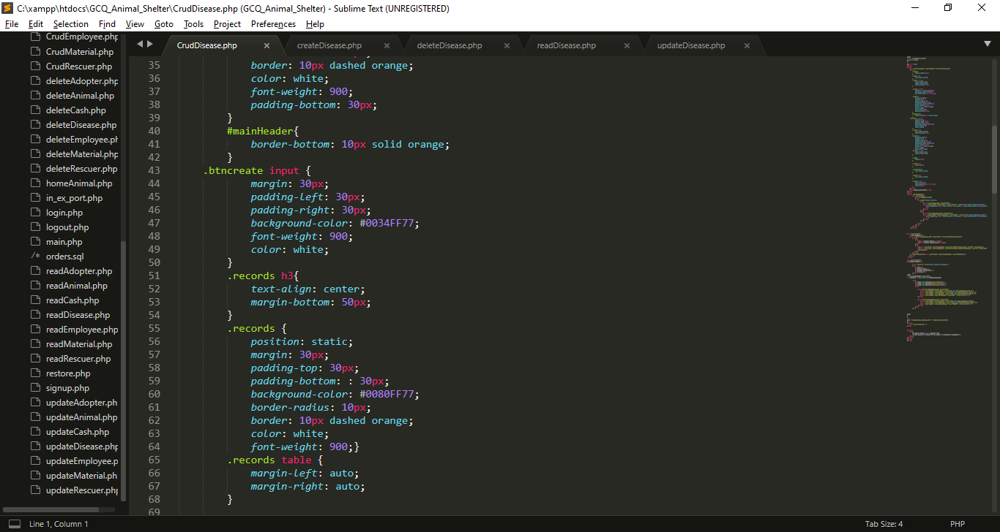 C:\xampp\htdocs\GCQ_Animal_Shelter\CrudDisease.php (GCQ_Animal_Shelter) - Sublime Text (UNREGISTERED)
File Edit Selection Find View Goto Tools Project Preferences Help
CrudEmployee.php
CrudMaterial.php
CrudRescuer.php
deleteAdopter.php
deleteAnimal.php
deleteCash.php
deleteDisease.php
deleteEmployee.ph
deleteMaterial.php
deleteRescuer.php
homeAnimal.php
in_ex_port.php
login.php
logout.php
main.php
/* orders.sql
readAdopter.php
readAnimal.php
readCash.php
readDisease.php
readEmployee.php
readMaterial.php
readRescuer.php
restore.php
signup.php
updateAdopter.ph
updateAnimal.php
updateCash.php
updateDisease.php
updateEmployee.p
updateMaterial.ph
updateRescuer.php
CrudDisease.php createDisease.php deleteDisease.php readDisease.php updateDisease.php
35 border: 10px dashed orange;
36 color: white;
37 font-weight: 900;
38 padding-bottom: 30px;
39 }
40 #mainHeader{
41 border-bottom: 10px solid orange;
42 }
43 .btncreate input {
44 margin: 30px;
45 padding-left: 30px;
46 padding-right: 30px;
47 background-color: #0034FF77;
48 font-weight: 900;
49 color: white;
50 }
51 .records h3{
52 text-align: center;
53 margin-bottom: 50px;
54 }
55 .records {
56 position: static;
57 margin: 30px;
58 padding-top: 30px;
59 padding-bottom: : 30px;
60 background-color: #0080FF77;
61 border-radius: 10px;
62 border: 10px dashed orange;
63 color: white;
64 font-weight: 900;}
65 .records table {
66 margin-left: auto;
67 margin-right: auto;
68 }
69
Line 1, Column 1 Tab Size: 4 PHP